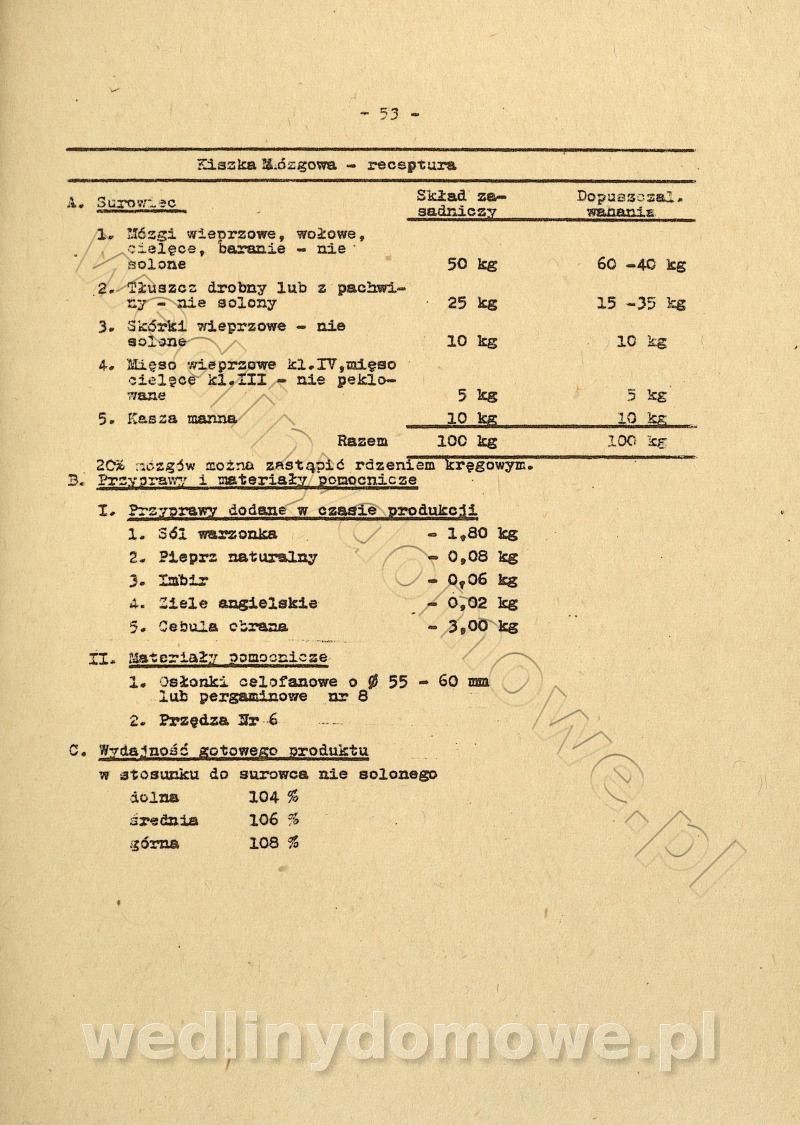 - 53 -
Kiszka Mózgowa - receptura
A. Surowiec
Skład za-
sadniczy
Dopuszczal.
wahania
1. Mózgi wieprzowe, wołowe,
cielęce, baranie - nie
solone 50 kg 60 -40 kg
2. Tłuszcz drobny lub z pachwi-
ny - nie solony 25 kg 15 -35 kg
3. Skórki wieprzowe - nie
solone 10 kg 10 kg
4. Mięso wieprzowe kl.IV,mięso
cielęce kl.III - nie peklo-
wane 5 kg 5 kg
5. Kasza manna 10 kg 10 kg
Razem 100 kg 100 kg
20% mózgów można zastąpić rdzeniem kręgowym.
B. Przyprawy i materiały pomocnicze
I. Przyprawy dodane w czasie produkcji
1. Sól warzonka - 1,80 kg
2. Pieprz naturalny - 0,08 kg
3. Imbir - 0,06 kg
4. Ziele angielskie - 0,02 kg
5. Cebula obrana - 3,00 kg
II. Materiały pomocnicze
1. Osłonki celofanowe o ø 55 - 60 mm
lub pergaminowe nr 8
2. Przędza Nr 6
C. Wydajność gotowego produktu
w stosunku do surowca nie solonego
dolna 104 %
średnia 106 %
górna 108 %
wedlinydomowe.pl